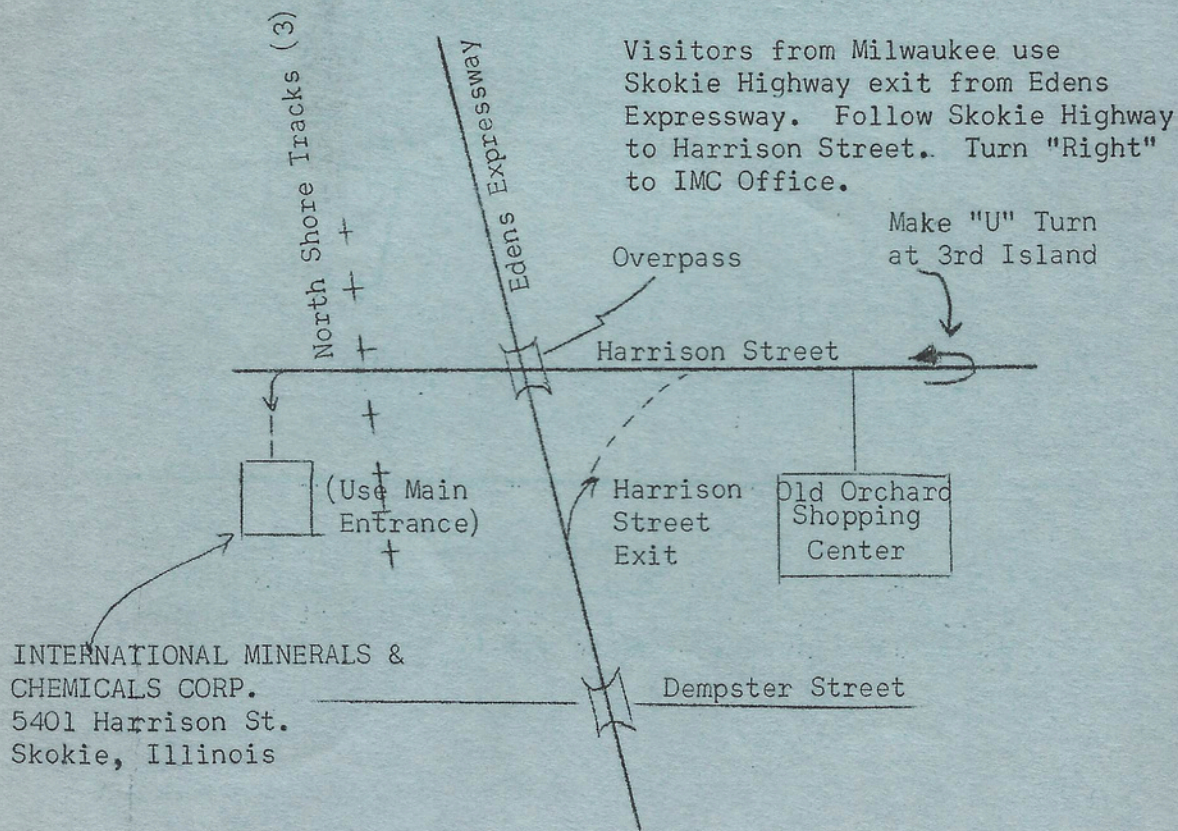 North Shore Tracks (3)
Edens Expressway
Visitors from Milwaukee use
Skokie Highway exit from Edens
Expressway. Follow Skokie Highway
to Harrison Street. Turn "Right"
to IMC Office.
Make "U" Turn
at 3rd Island
Overpass
Harrison Street
(Use Main
Entrance)
Harrison
Street
Exit
Old Orchard
Shopping
Center
INTERNATIONAL MINERALS &
CHEMICALS CORP.
5401 Harrison St.
Skokie, Illinois
Dempster Street